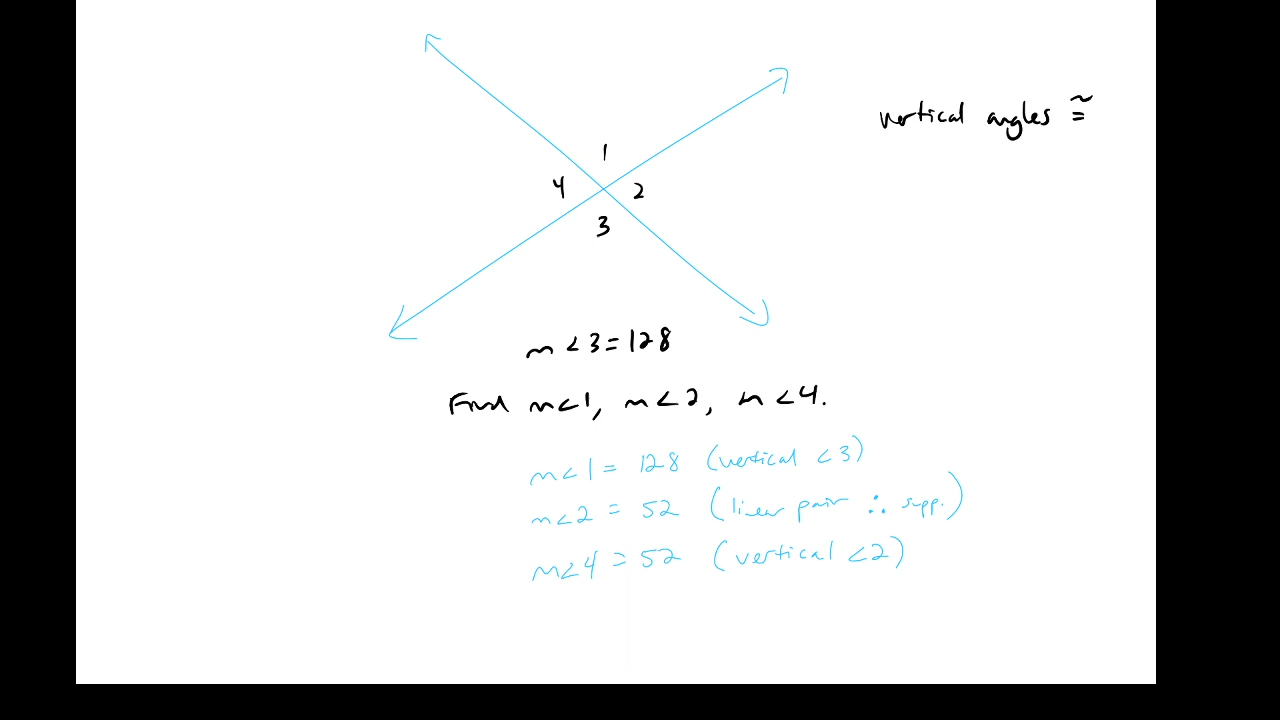 vertical angles ≅
1
4 2
3
m<3=128
Find m<1, m<2, m<4.
m<1 = 128 (vertical <3)
m<2 = 52 (linear pair ∴ supp.)
m<4 = 52 (vertical <2)